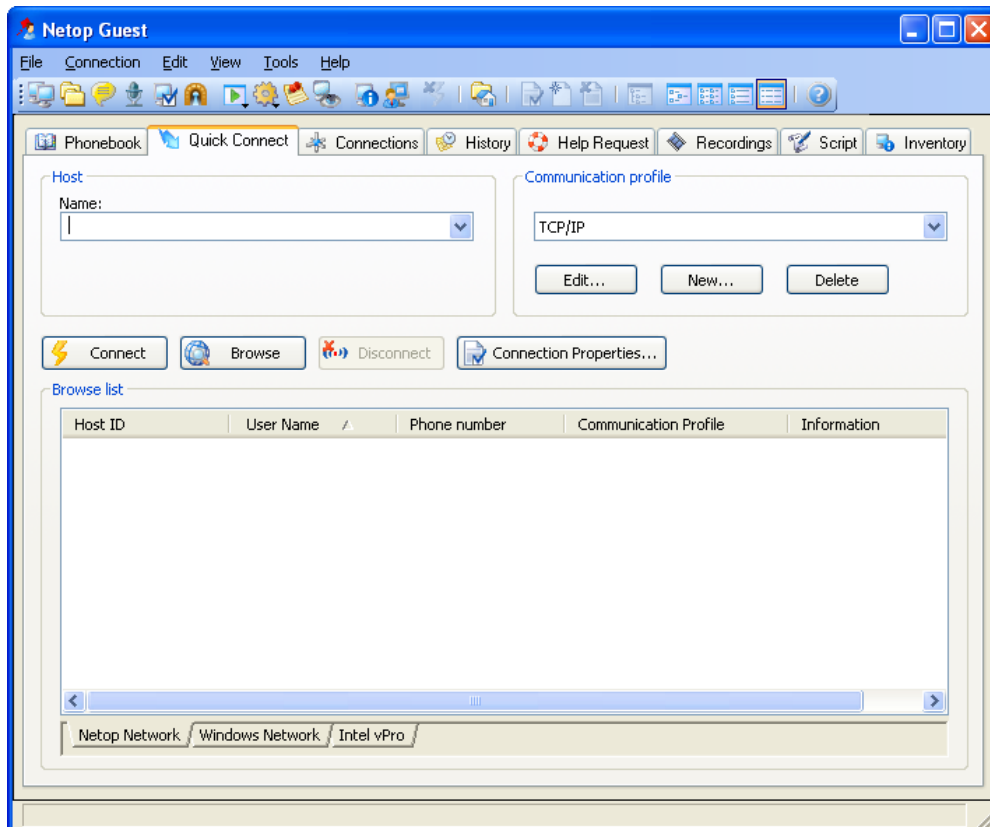 Netop Guest
File Connection Edit View Tools Help
Phonebook Quick Connect Connections History Help Request Recordings Script Inventory
Host Communication profile
Name:
TCP/IP
Edit... New... Delete
Connect Browse Disconnect Connection Properties...
Browse list
Host ID User Name Phone number Communication Profile Information
Netop Network Windows Network Intel vPro